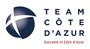 TEAM
CÔTE
D'AZUR
Succeed in Côte d'Azur